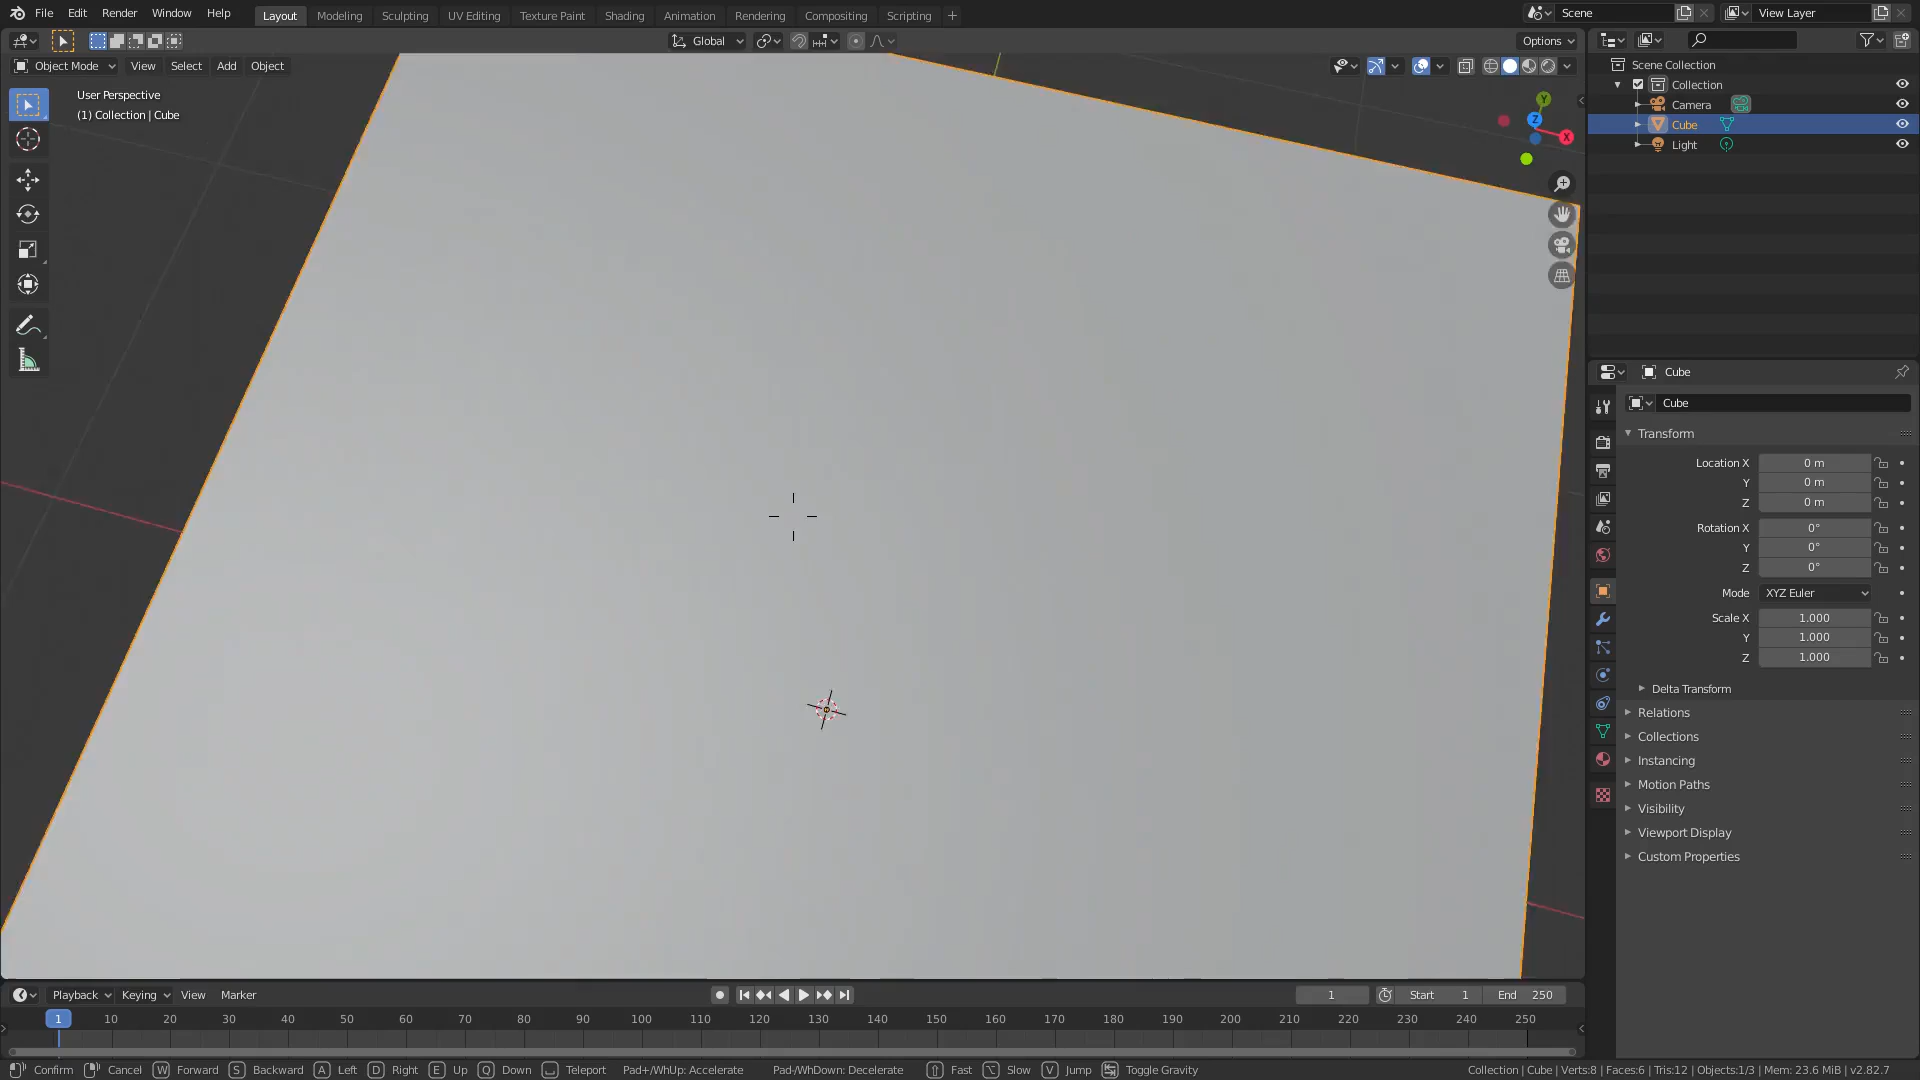 File Edit Render Window Help Layout Modeling Sculpting UV Editing Texture Paint Shading Animation Rendering Compositing Scripting + Scene View Layer
Global Options
Object Mode View Select Add Object
User Perspective
(1) Collection | Cube
Y
Z
X
Scene Collection
Collection
Camera
Cube
Light
Cube
Cube
Transform
Location X 0 m
Y 0 m
Z 0 m
Rotation X 0°
Y 0°
Z 0°
Mode XYZ Euler
Scale X 1.000
Y 1.000
Z 1.000
Delta Transform
Relations
Collections
Instancing
Motion Paths
Visibility
Viewport Display
Custom Properties
Playback Keying View Marker 1 Start 1 End 250
1 10 20 30 40 50 60 70 80 90 100 110 120 130 140 150 160 170 180 190 200 210 220 230 240 250
Confirm Cancel W Forward S Backward A Left D Right E Up Q Down Teleport Pad+/WhUp: Accelerate Pad-/WhDown: Decelerate Fast Slow V Jump Toggle Gravity Collection | Cube | Verts:8 | Faces:6 | Tris:12 | Objects:1/3 | Mem: 23.6 MiB | v2.82.7